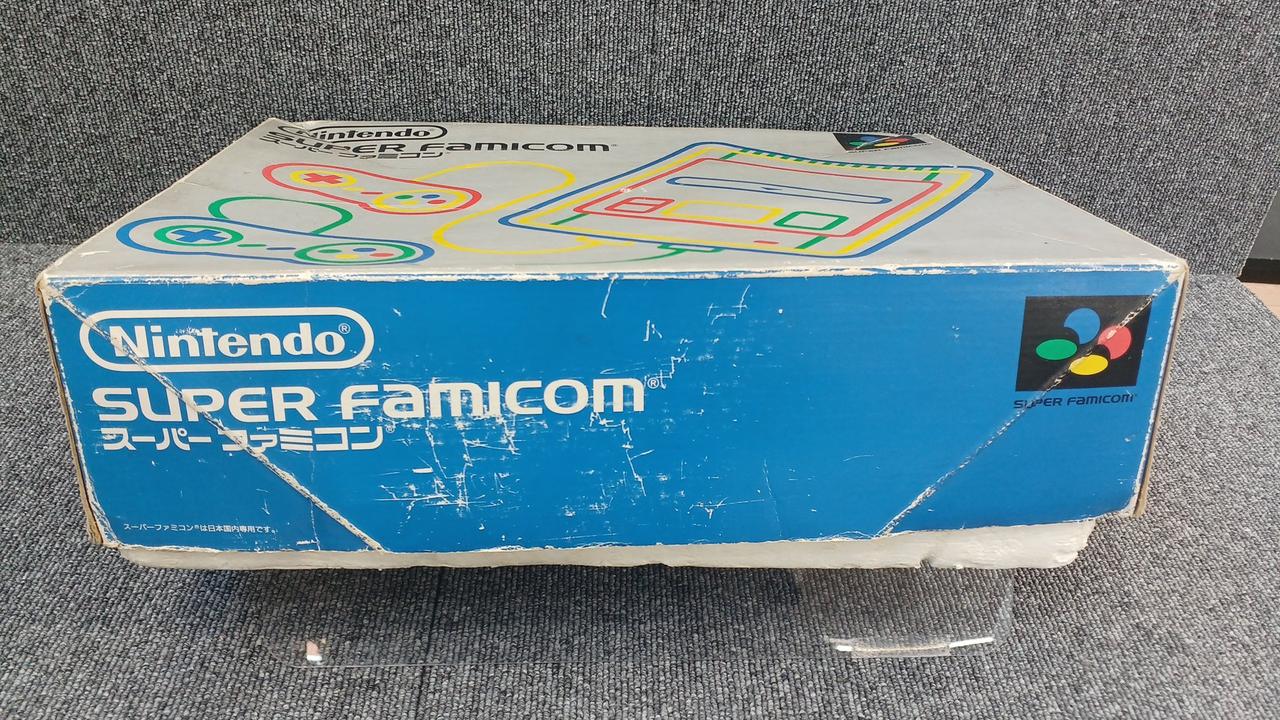 Nintendo
SUPER FAMICOM®
スーパーファミコン
Nintendo®
SUPER FAMICOM®
スーパーファミコン®
スーパーファミコン®は日本国内専用です。
SUPER FAMICOM